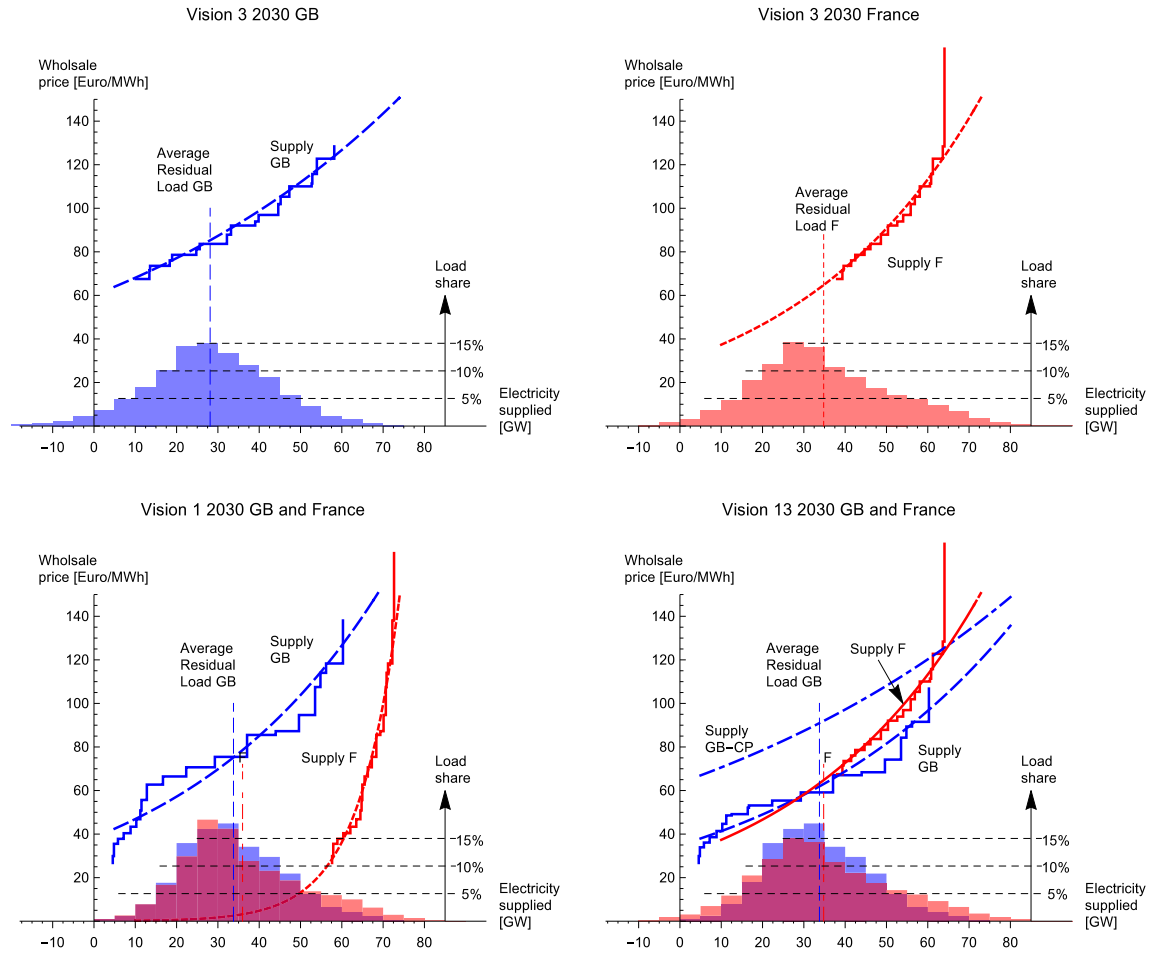 Vision 3 2030 GB
Wholsale
price [Euro/MWh]
140
120
100
80
60
40
20
Average
Residual
Load GB
Supply
GB
Load
share
15%
10%
5%
Electricity
supplied
[GW]
−10 0 10 20 30 40 50 60 70 80
Vision 3 2030 France
Wholsale
price [Euro/MWh]
140
120
100
80
60
40
20
Average
Residual
Load F
Supply F
Load
share
15%
10%
5%
Electricity
supplied
[GW]
−10 0 10 20 30 40 50 60 70 80
Vision 1 2030 GB and France
Wholsale
price [Euro/MWh]
140
120
100
80
60
40
20
Average
Residual
Load GB
Supply
GB
F
Supply F
Load
share
15%
10%
5%
Electricity
supplied
[GW]
−10 0 10 20 30 40 50 60 70 80
Vision 13 2030 GB and France
Wholsale
price [Euro/MWh]
140
120
100
80
60
40
20
Average
Residual
Load GB
Supply F
Supply
GB−CP
F
Supply
GB
Load
share
15%
10%
5%
Electricity
supplied
[GW]
−10 0 10 20 30 40 50 60 70 80